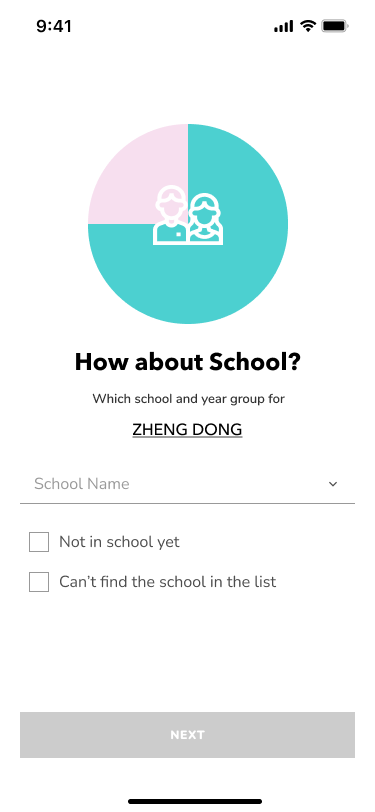 9:41
How about School?
Which school and year group for
ZHENG DONG
School Name
Not in school yet
Can't find the school in the list
NEXT